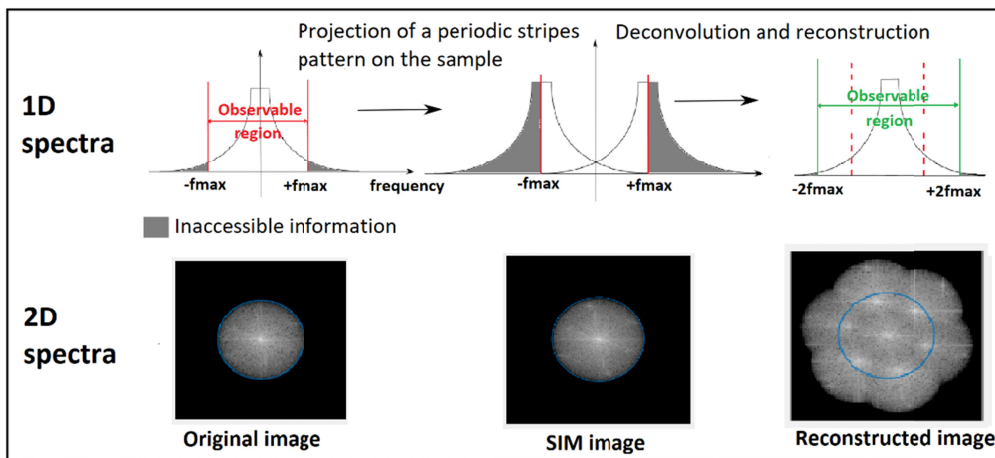 Projection of a periodic stripes
pattern on the sample
Deconvolution and reconstruction
1D
spectra
Observable
region
-fmax
+fmax
frequency
-fmax
+fmax
Observable
region
-2fmax
+2fmax
Inaccessible information
2D
spectra
Original image
SIM image
Reconstructed image